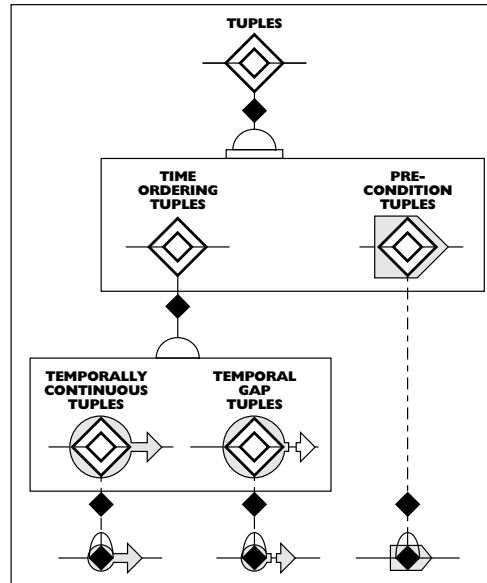 TUPLES
TIME
ORDERING
TUPLES
PRE-
CONDITION
TUPLES
TEMPORALLY
CONTINUOUS
TUPLES
TEMPORAL
GAP
TUPLES